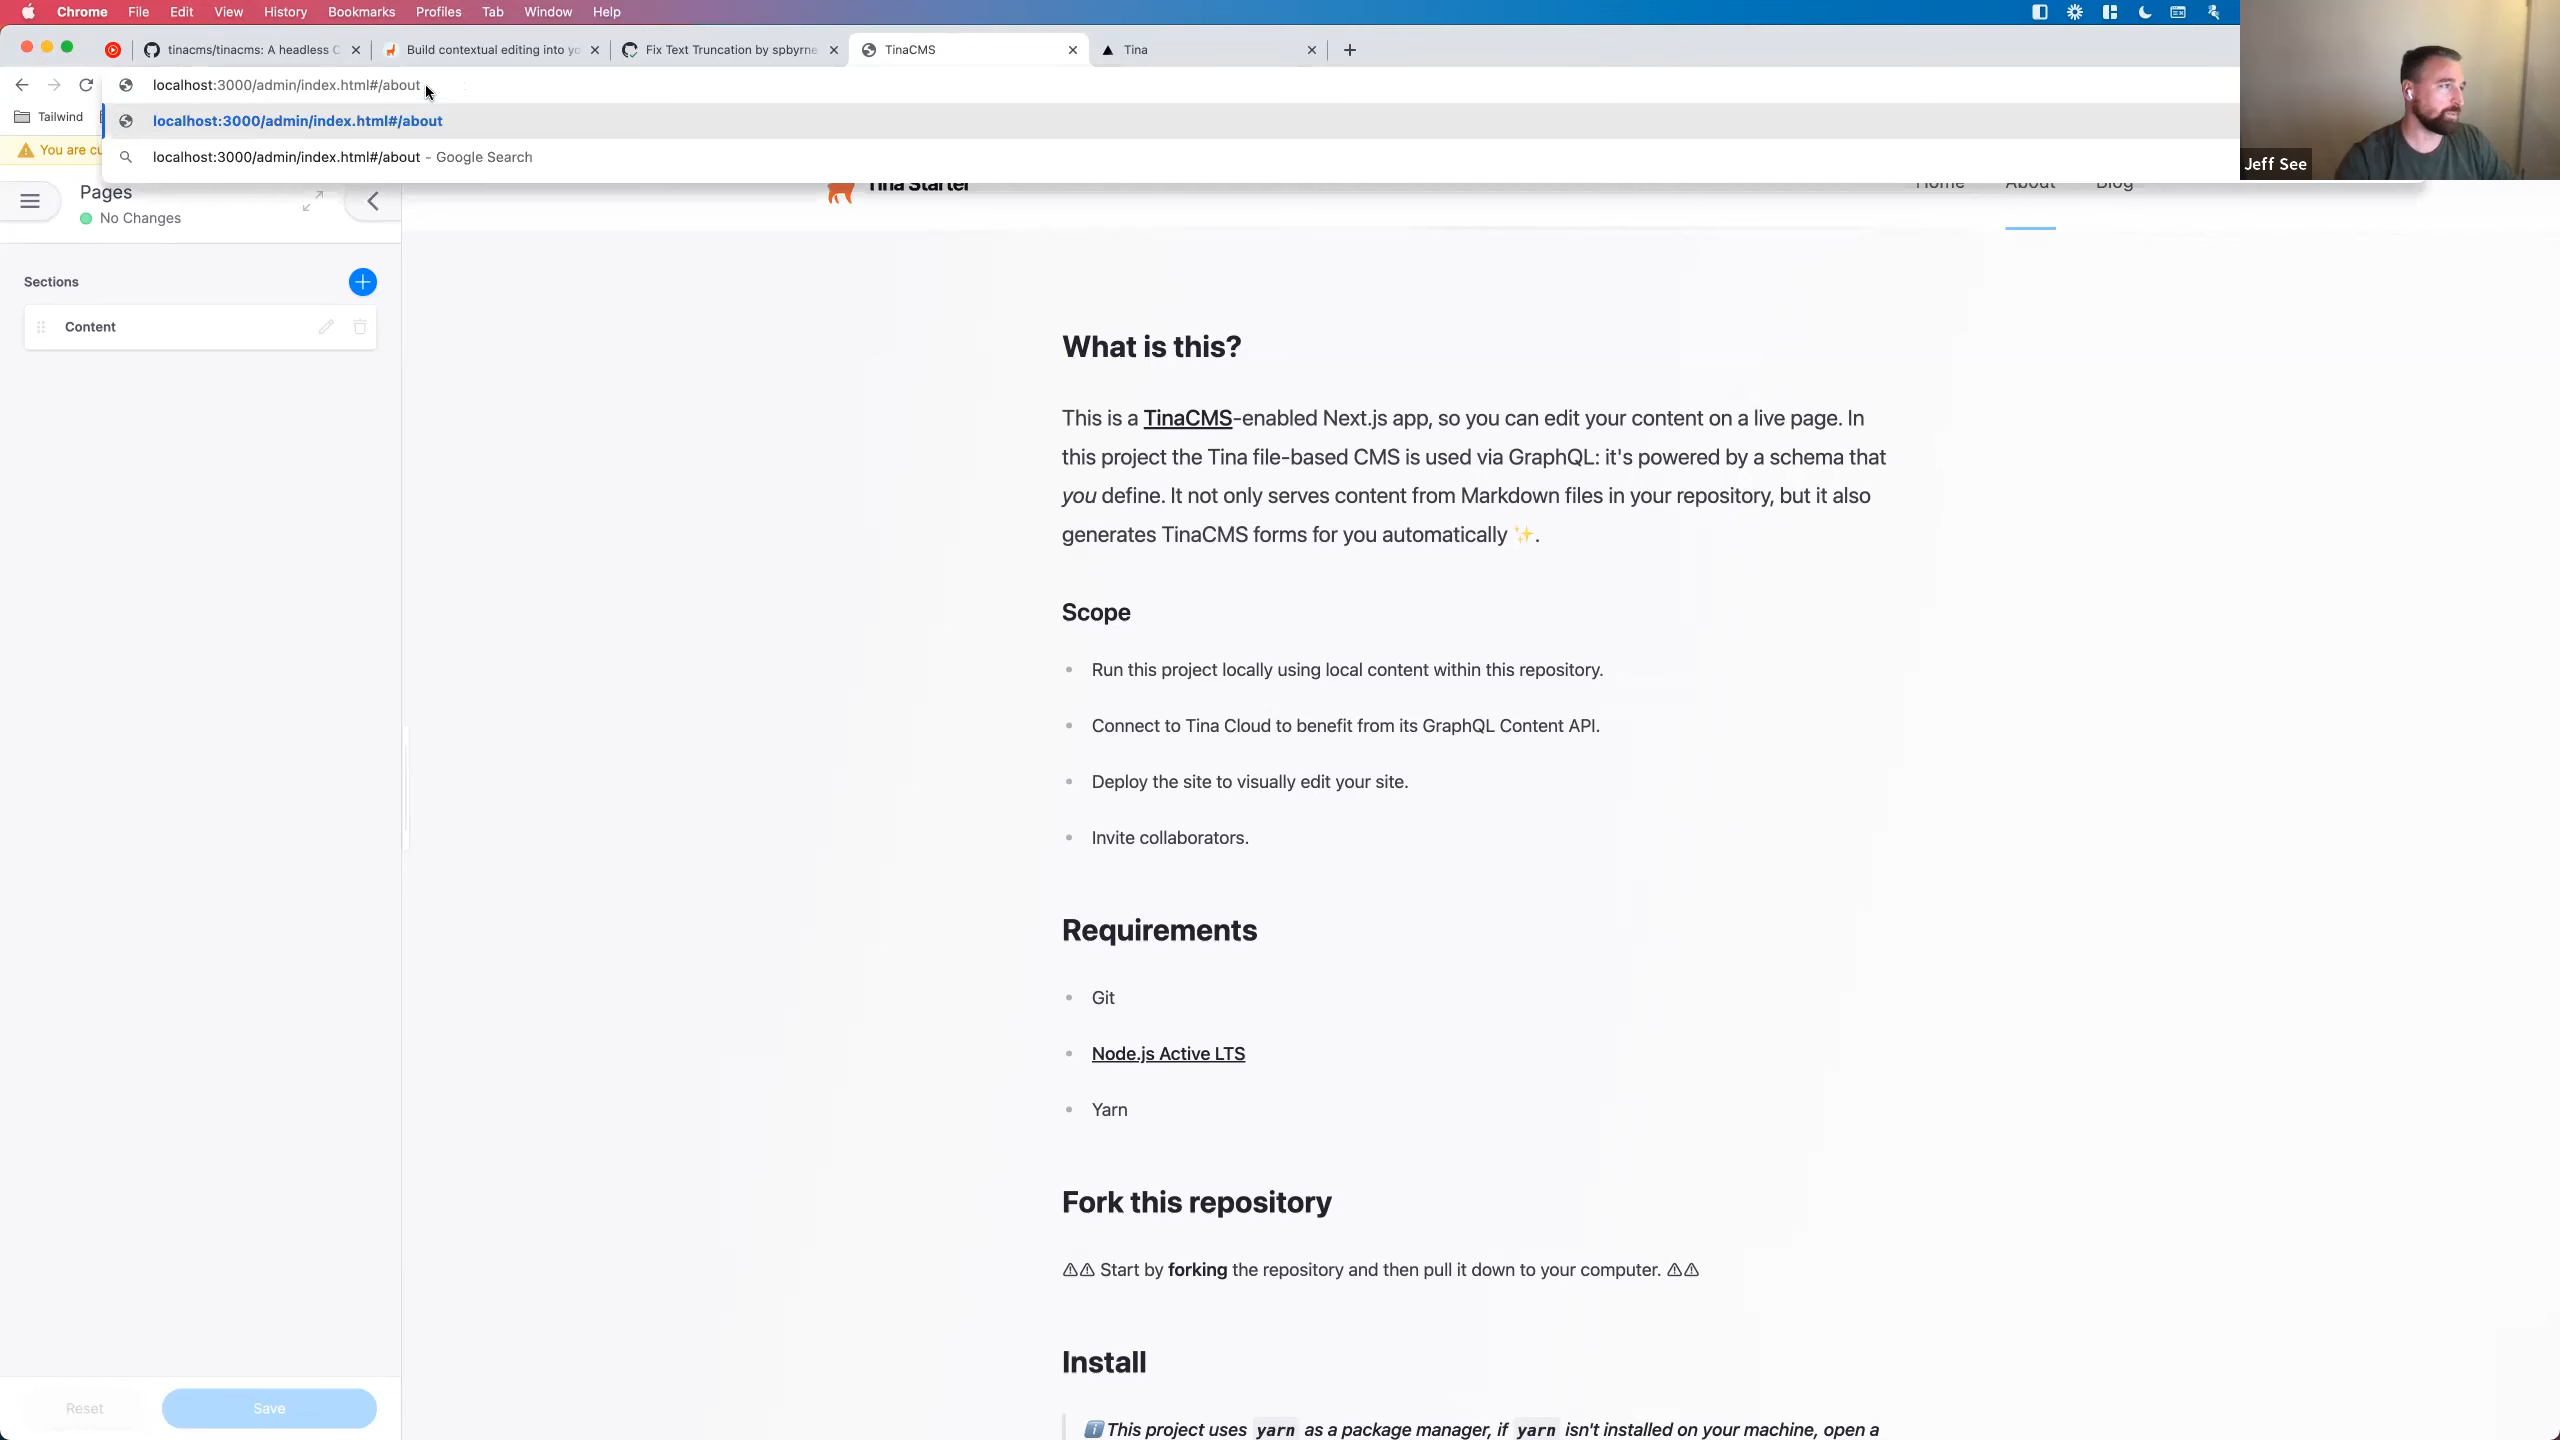 Chrome File Edit View History Bookmarks Profiles Tab Window Help
tinacms/tinacms: A headless C
Build contextual editing into yo
Fix Text Truncation by spbyrne
TinaCMS
Tina
localhost:3000/admin/index.html#/about
Tailwind
localhost:3000/admin/index.html#/about
You are cu
localhost:3000/admin/index.html#/about - Google Search
Jeff See
Pages
No Changes
Tina Starter
Home About Blog
Sections
Content
What is this?
This is a TinaCMS-enabled Next.js app, so you can edit your content on a live page. In
this project the Tina file-based CMS is used via GraphQL: it's powered by a schema that
you define. It not only serves content from Markdown files in your repository, but it also
generates TinaCMS forms for you automatically ✨.
Scope
• Run this project locally using local content within this repository.
• Connect to Tina Cloud to benefit from its GraphQL Content API.
• Deploy the site to visually edit your site.
• Invite collaborators.
Requirements
• Git
• Node.js Active LTS
• Yarn
Fork this repository
⚠⚠ Start by forking the repository and then pull it down to your computer. ⚠⚠
Install
ℹ️ This project uses yarn as a package manager, if yarn isn't installed on your machine, open a
Reset Save